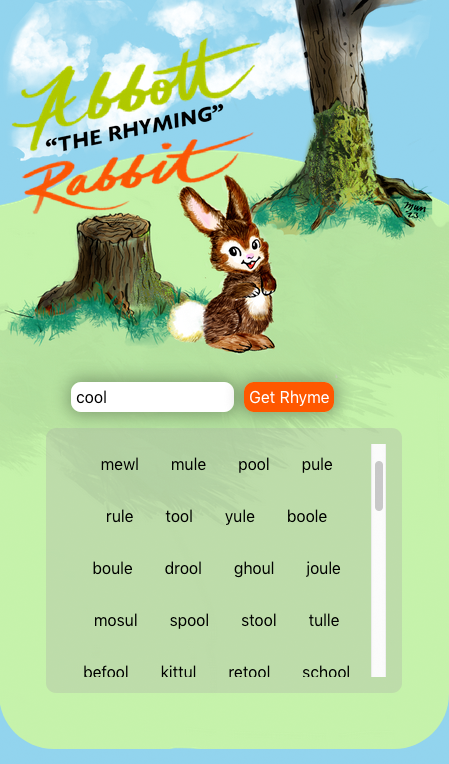 Abbott
“THE RHYMING”
Rabbit
mwn
'23
cool
Get Rhyme
mewl mule pool pule
rule tool yule boole
boule drool ghoul joule
mosul spool stool tulle
befool kittul retool school